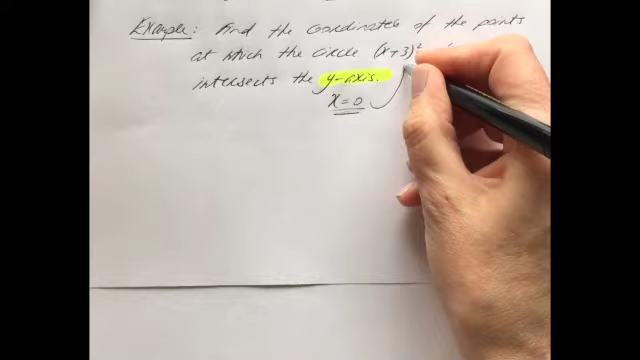 Example: Find the coordinates of the points
at which the circle (x+3)²
intersects the y-axis.
x=0